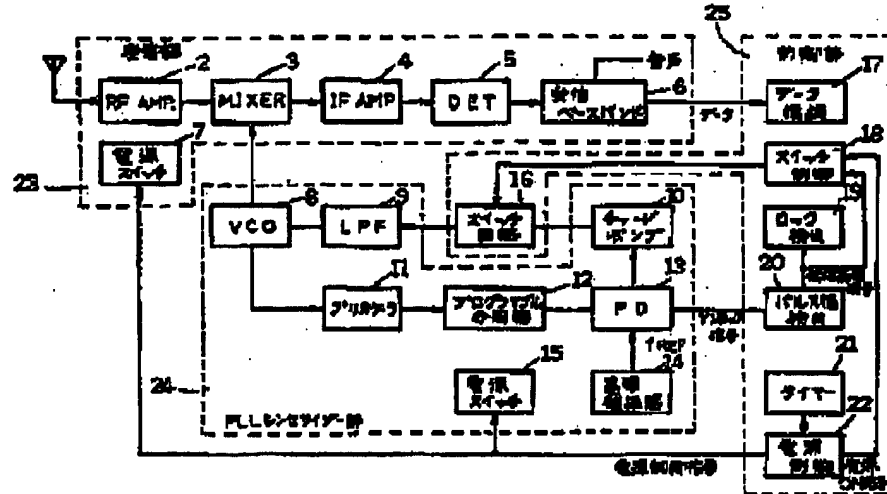 25
受信部
2
3
4
5
音声
6
制御部
17
RF AMP.
MIXER
IF AMP
DET
受信
ベースバンド
データ
データ
7
電源
スイッチ
18
スイッチ
制御
23
8
9
16
10
19
VCO
LPF
スイッチ
回路
チャージ
ポンプ
ロック
検出
11
12
13
20
プリスケーラ
プログラマブル
分周器
PD
信号
パルス幅
fREF
14
15
21
24
電源
スイッチ
基準
発振器
タイマー
22
PLLシンセサイザー部
電源制御信号
電源
制御
電源